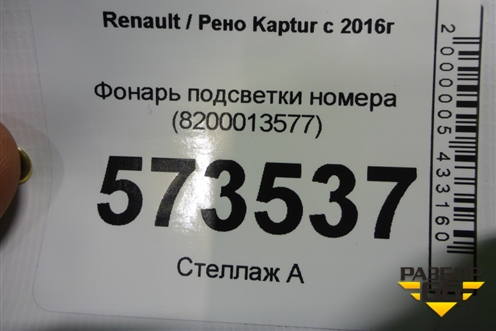 Renault / Рено Kaptur с 2016г
Фонарь подсветки номера
(8200013577)
573537
Стеллаж А
2000005433160